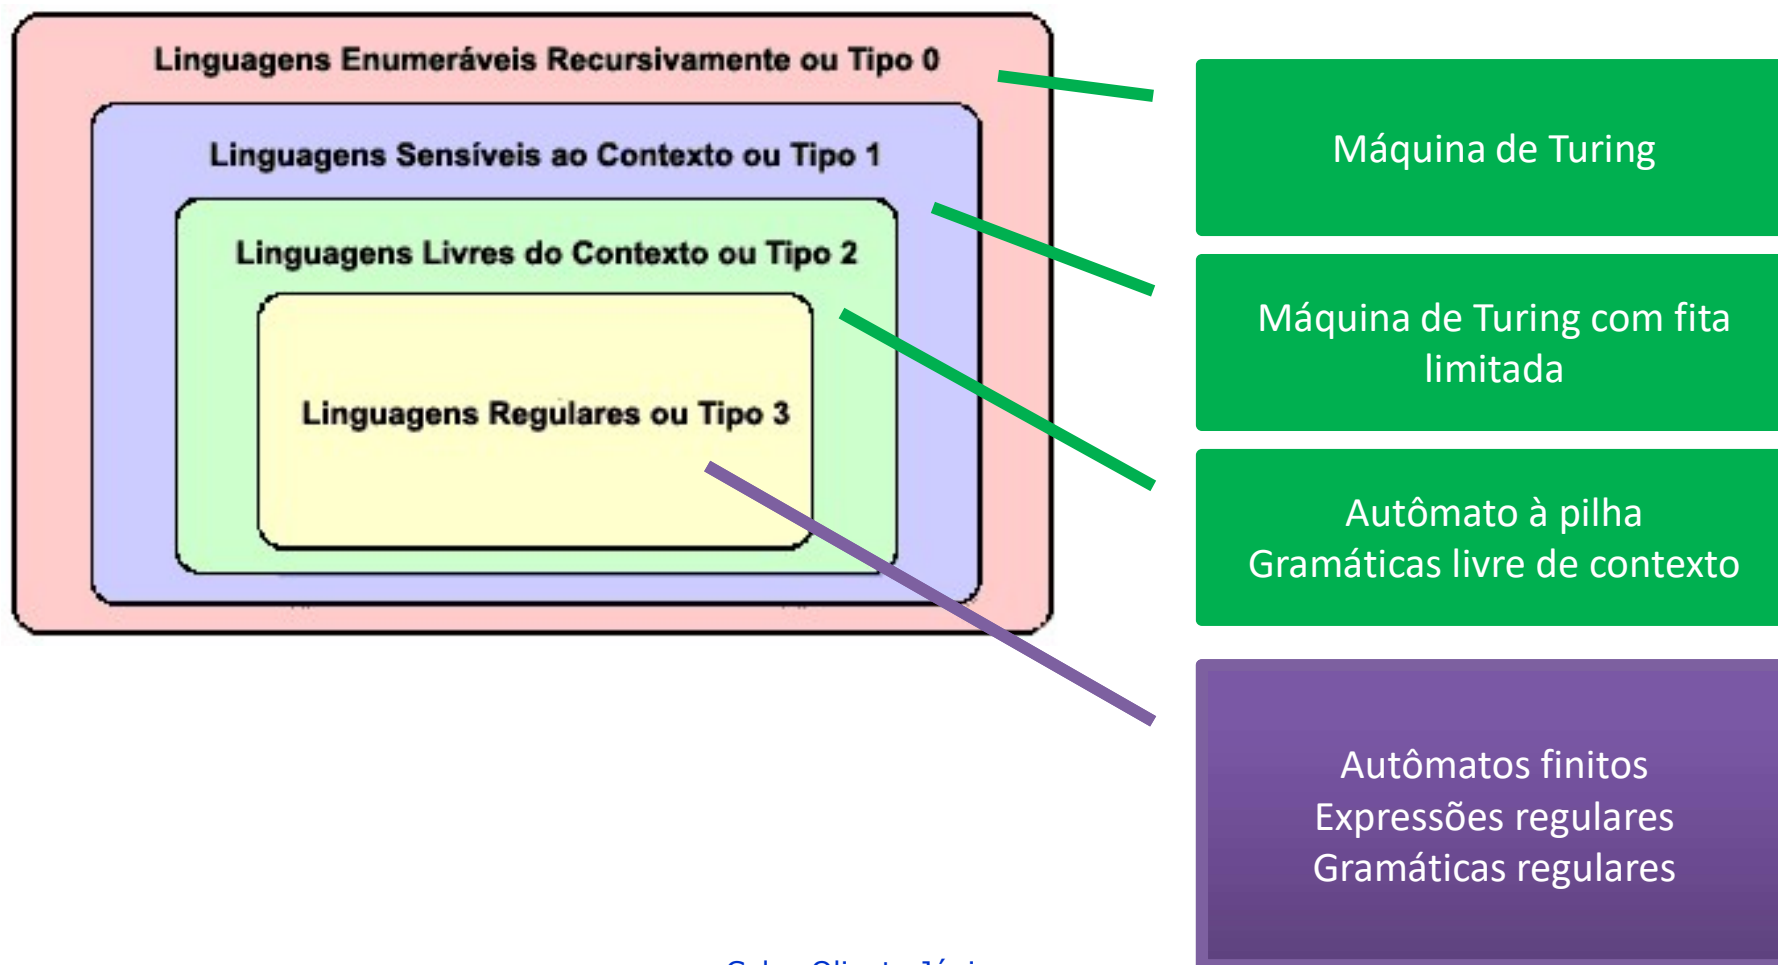 Linguagens Enumeráveis Recursivamente ou Tipo 0
Linguagens Sensíveis ao Contexto ou Tipo 1
Linguagens Livres do Contexto ou Tipo 2
Linguagens Regulares ou Tipo 3
Máquina de Turing
Máquina de Turing com fita
limitada
Autômato à pilha
Gramáticas livre de contexto
Autômatos finitos
Expressões regulares
Gramáticas regulares